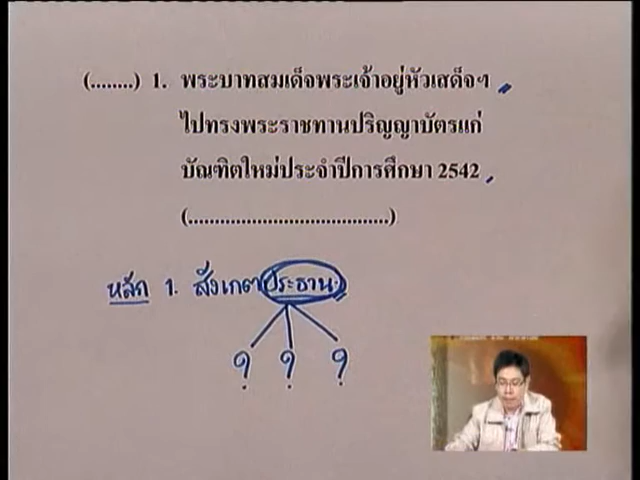 (........) 1. พระบาทสมเด็จพระเจ้าอยู่หัวเสด็จฯ
ไปทรงพระราชทานปริญญาบัตรแก่
บัณฑิตใหม่ประจำปีการศึกษา 2542
(......................................)
หลัก 1. สังเกตประธาน
? ? ?